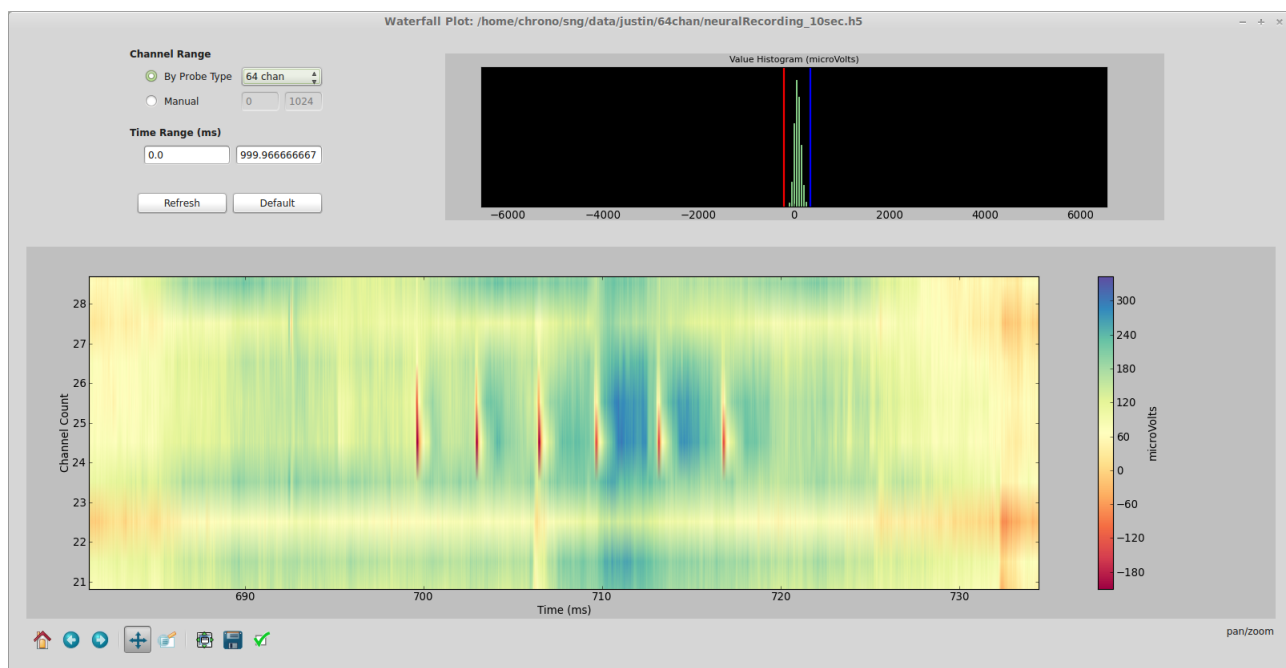 Waterfall Plot: /home/chrono/sng/data/justin/64chan/neuralRecording_10sec.h5
Channel Range
By Probe Type 64 chan
Manual 0 1024
Time Range (ms)
0.0 999.966666667
Refresh Default
Value Histogram (microVolts)
−6000 −4000 −2000 0 2000 4000 6000
Channel Count
28
27
26
25
24
23
22
21
690 700 710 720 730
Time (ms)
300
240
180
120
60
0
−60
−120
−180
microVolts
pan/zoom